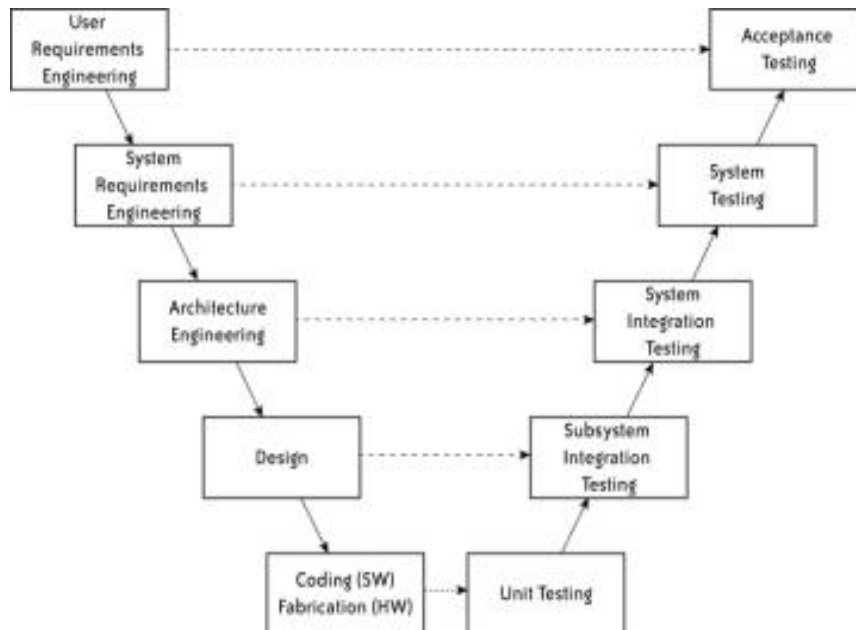 User
Requirements
Engineering
Acceptance
Testing
System
Requirements
Engineering
System
Testing
Architecture
Engineering
System
Integration
Testing
Design
Subsystem
Integration
Testing
Coding (SW)
Fabrication (HW)
Unit Testing